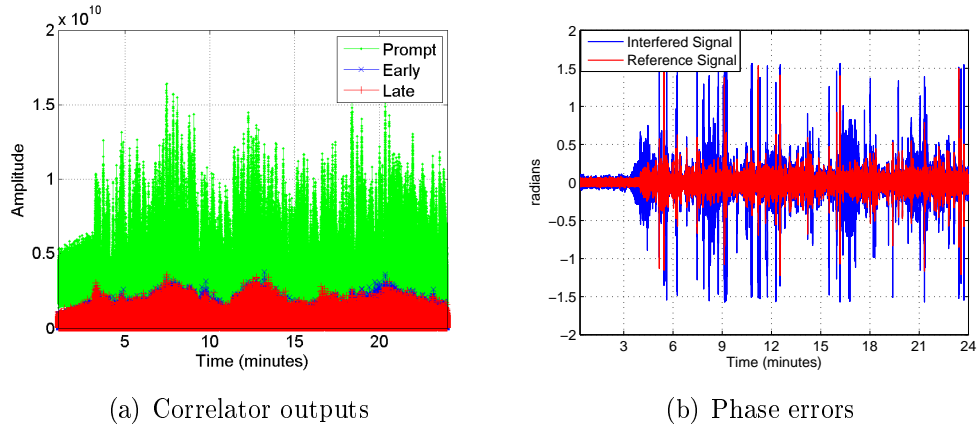 x 10^10
2
1.5
1
0.5
0
Amplitude
5
10
15
20
Time (minutes)
Prompt
Early
Late
(a) Correlator outputs
2
1.5
1
0.5
0
−0.5
−1
−1.5
−2
radians
3
6
9
12
15
18
21
24
Time (minutes)
Interfered Signal
Reference Signal
(b) Phase errors